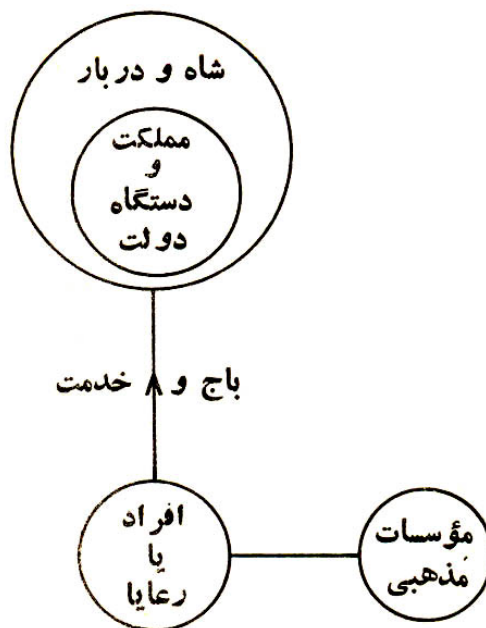 شاه و دربار
مملکت
و
دستگاه
دولت
باج و خدمت
افراد
یا
رعایا
مؤسسات
مذهبی